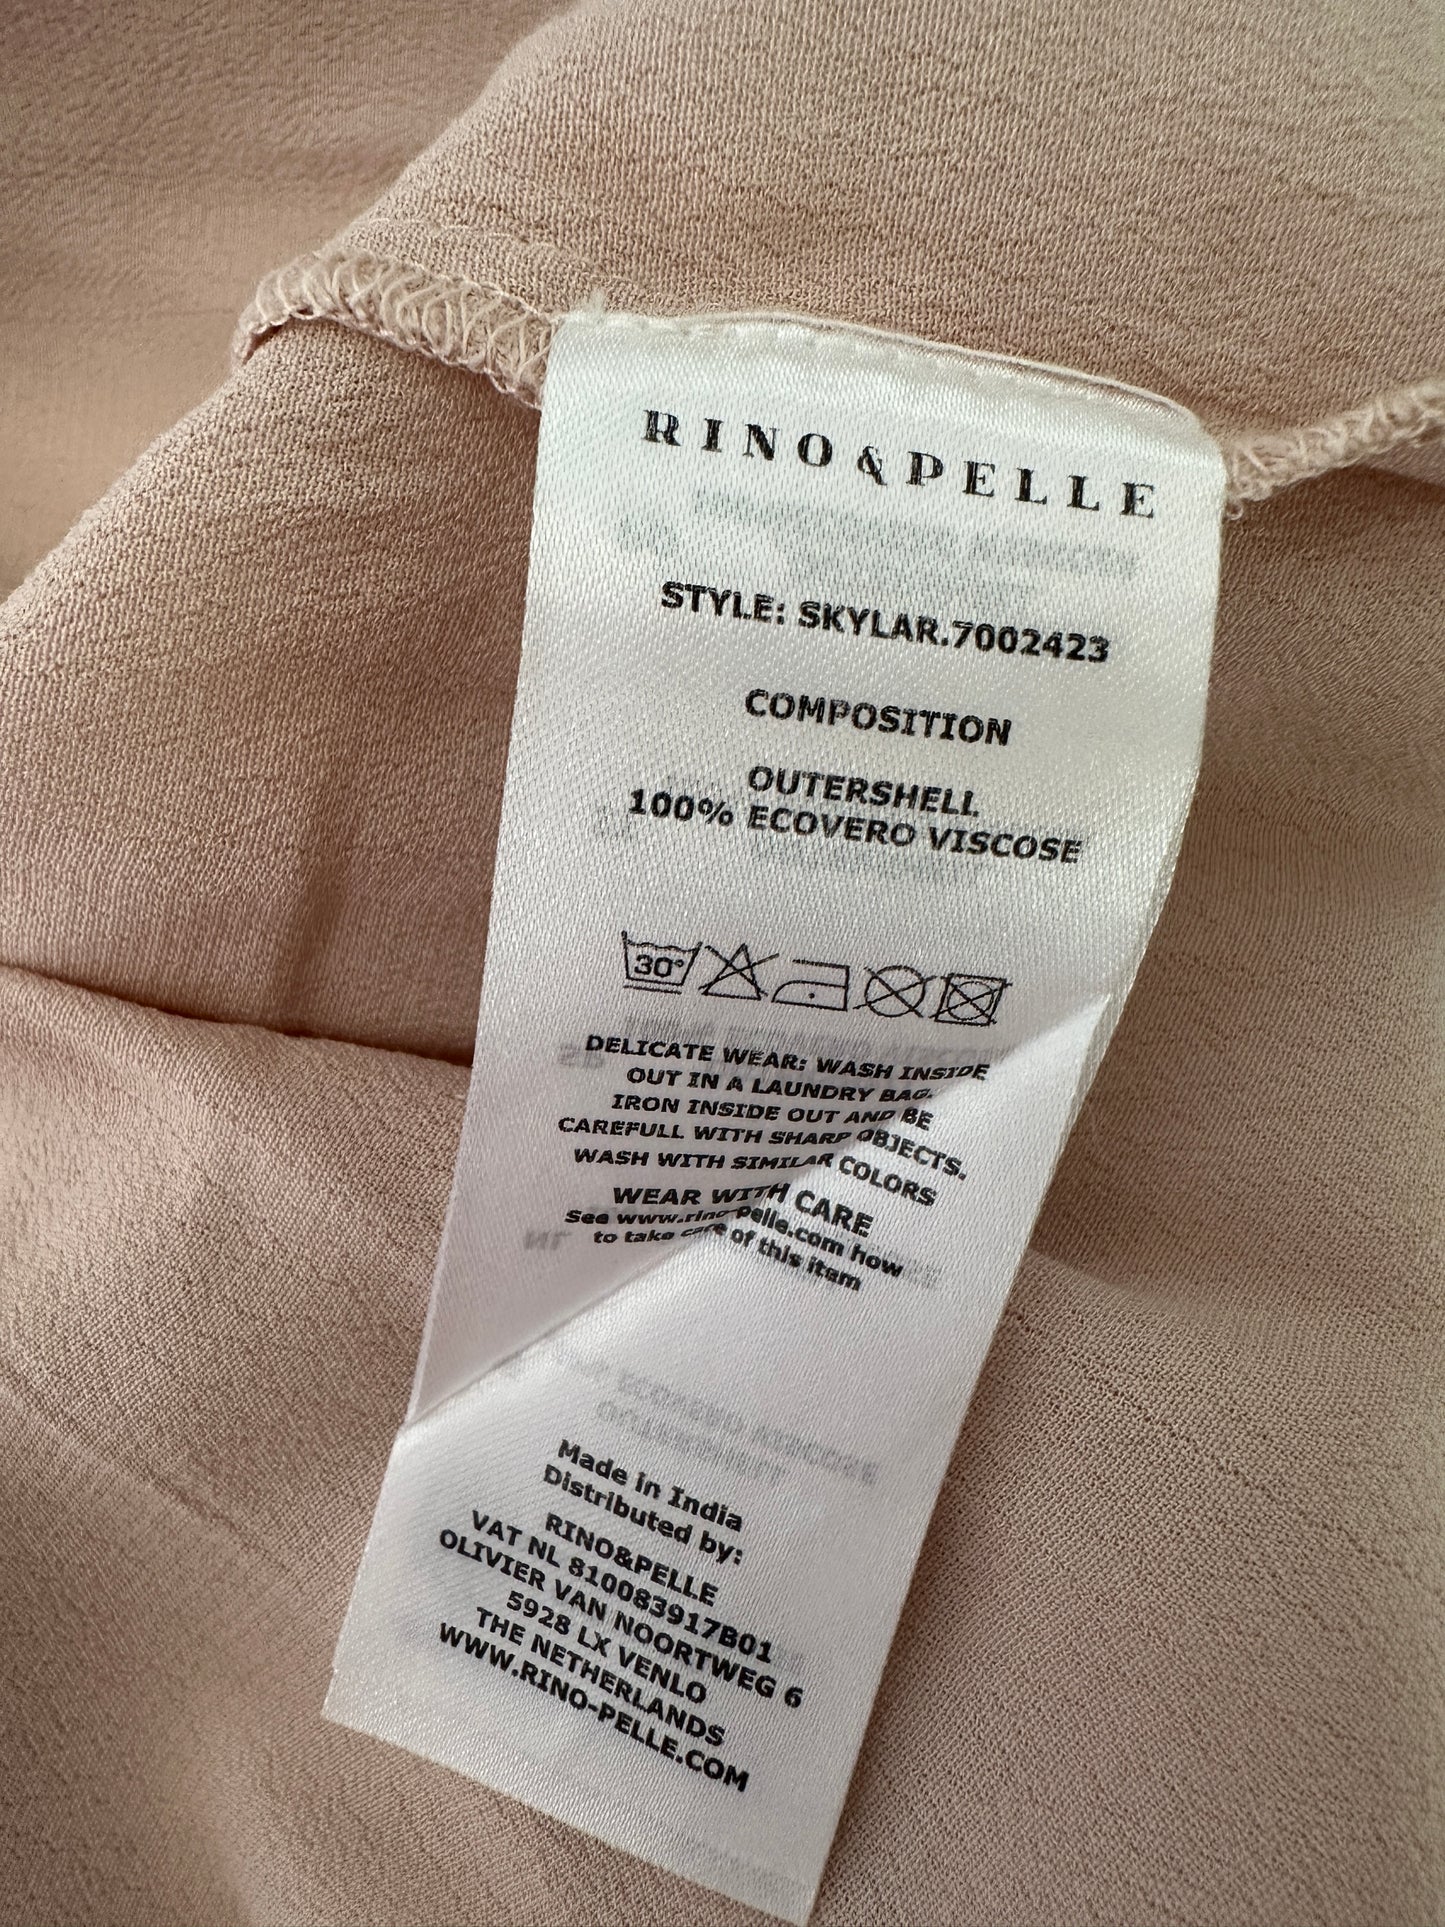 RINO&PELLE
STYLE: SKYLAR.7002423
COMPOSITION
OUTERSHELL
100% ECOVERO VISCOSE
30°
DELICATE WEAR: WASH INSIDE
OUT IN A LAUNDRY BAG.
IRON INSIDE OUT AND BE
CAREFULL WITH SHARP OBJECTS.
WASH WITH SIMILAR COLORS
WEAR WITH CARE
See www.rino-pelle.com how
to take care of this item
Made in India
Distributed by:
RINO&PELLE
VAT NL 810083917B01
OLIVIER VAN NOORTWEG 6
5928 LX VENLO
THE NETHERLANDS
WWW.RINO-PELLE.COM